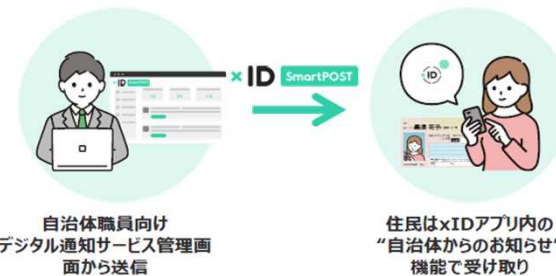 ×ID SmartPOST
ID
自治体職員向け
デジタル通知サービス管理画
面から送信
住民はxIDアプリ内の
“自治体からのお知らせ”
機能で受け取り